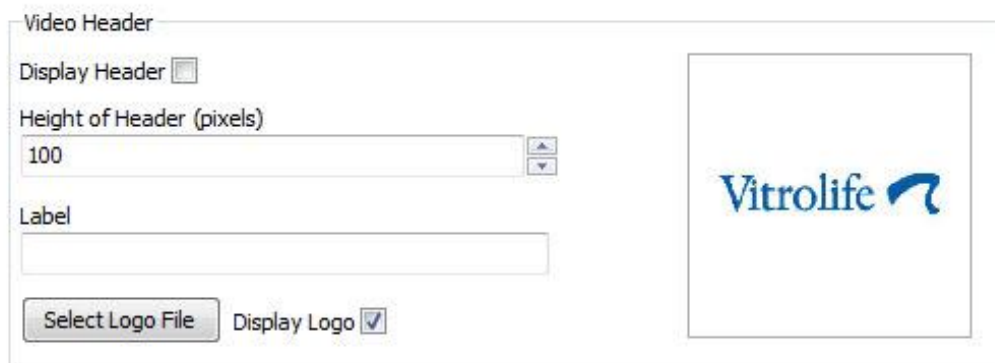 Video Header
Display Header
Height of Header (pixels)
100
Label
Select Logo File
Display Logo
Vitrolife